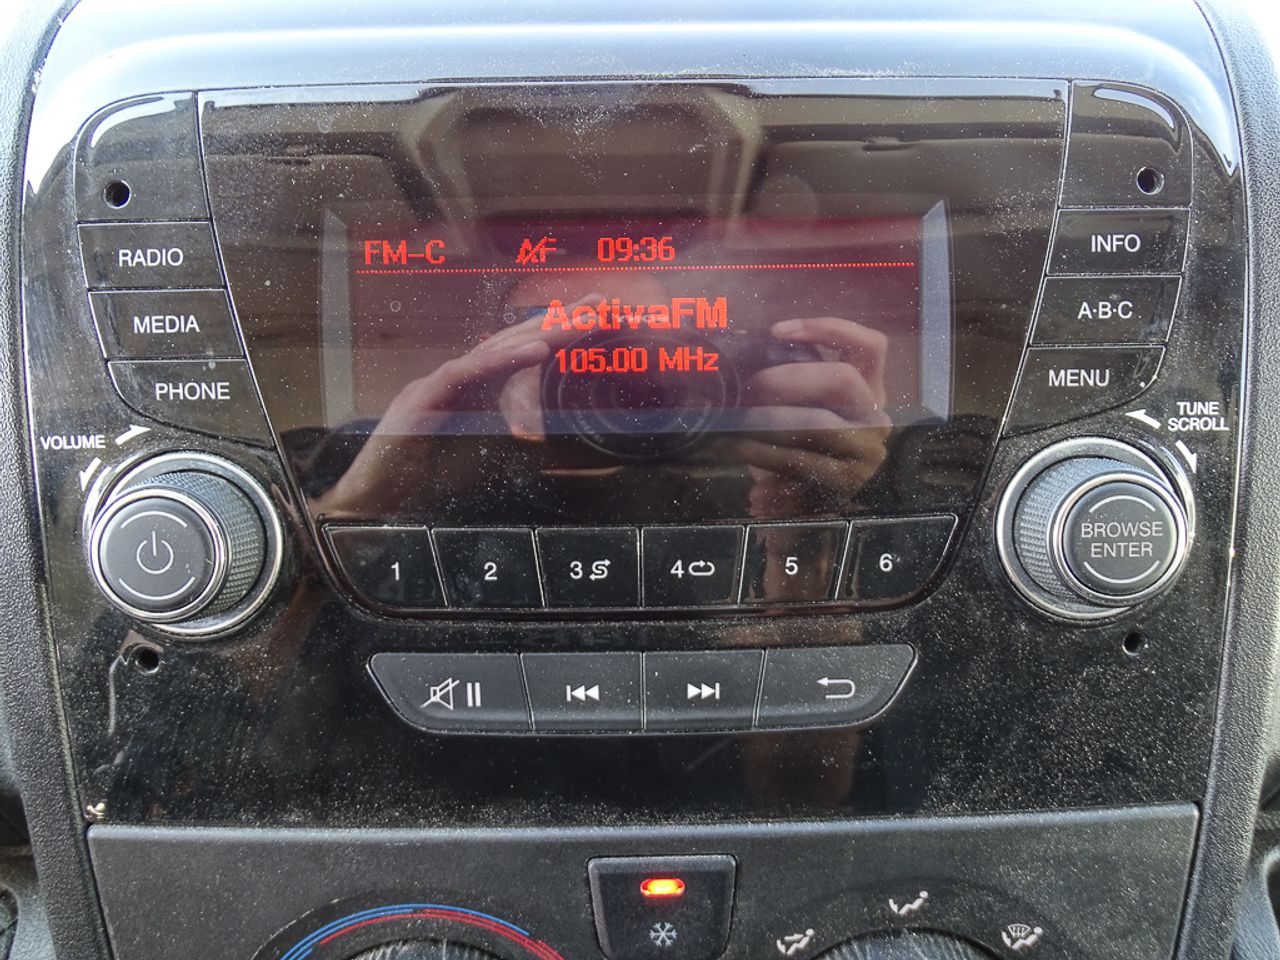 FM-C AF 09:36
ActivaFM
105.00 MHz
RADIO
MEDIA
PHONE
VOLUME
INFO
A·B·C
MENU
TUNE
SCROLL
BROWSE
ENTER
1 2 3 4 5 6